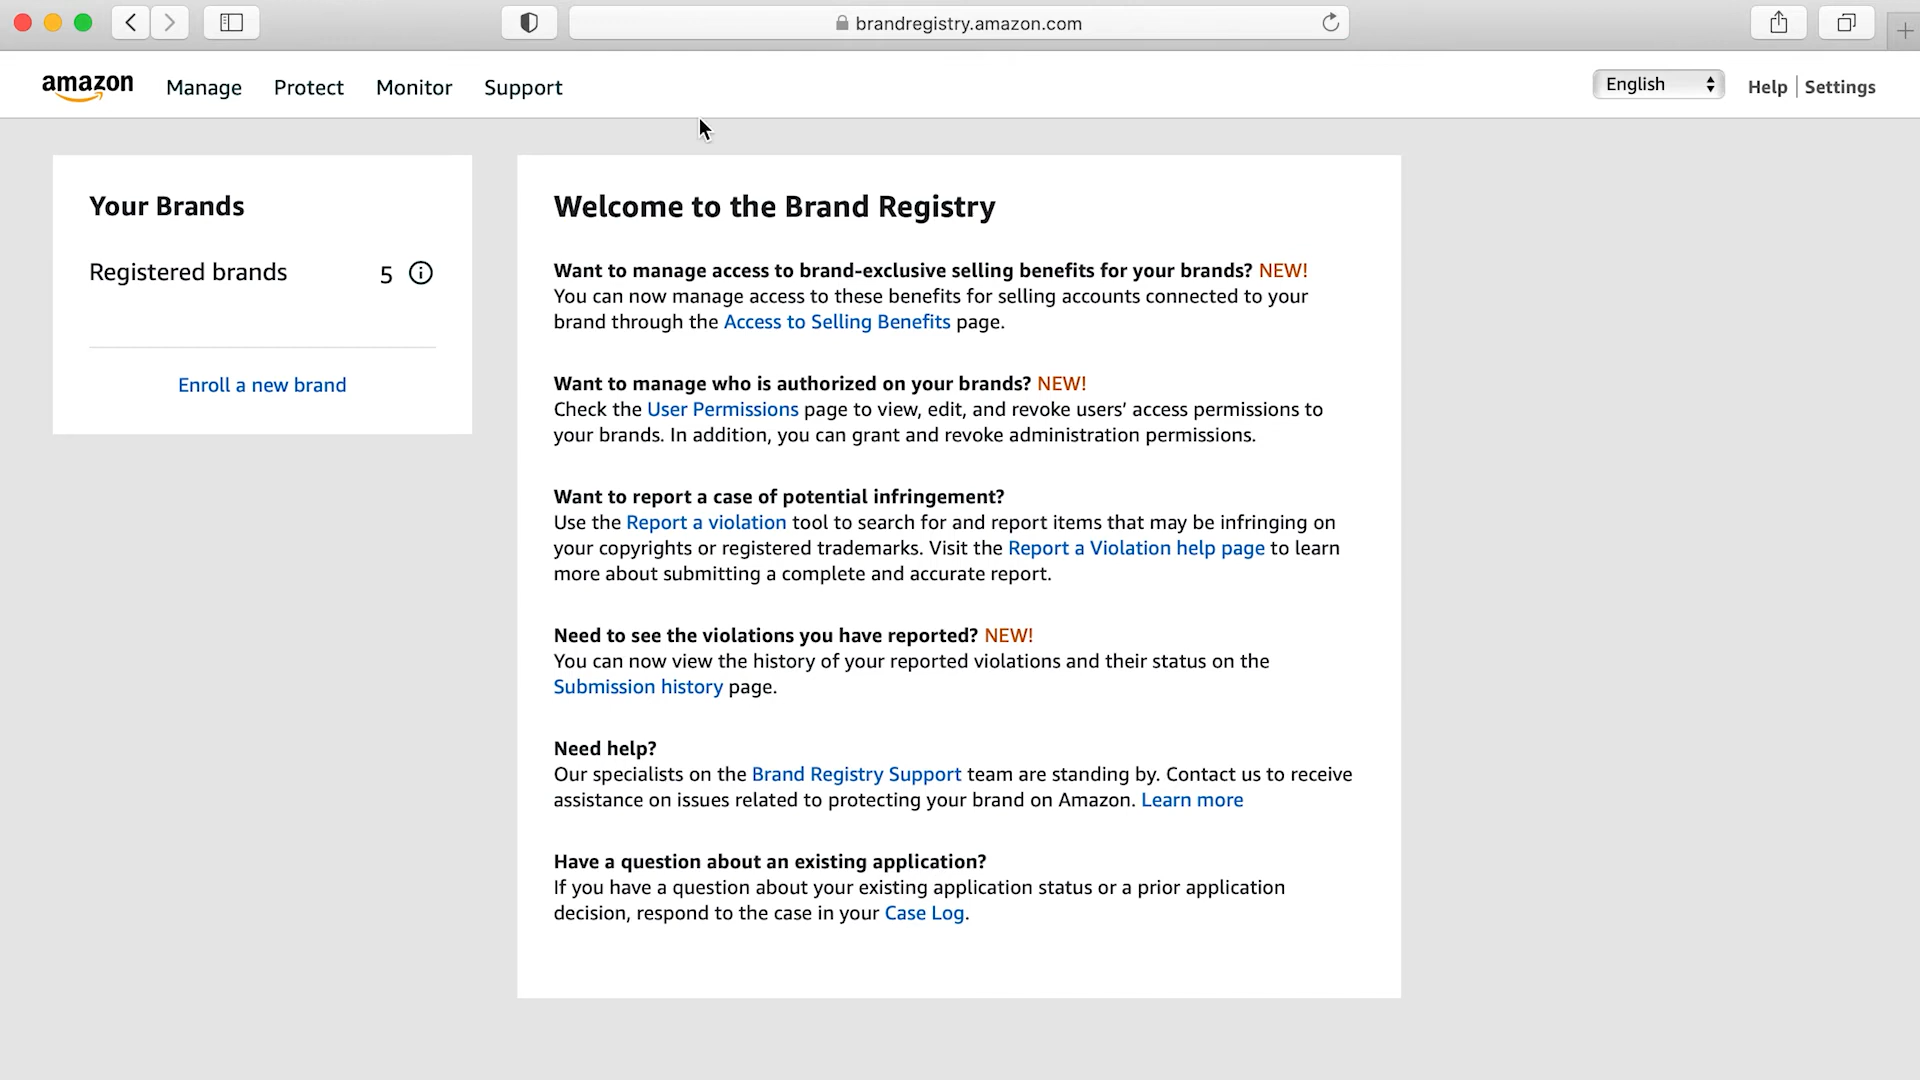 brandregistry.amazon.com
amazon Manage Protect Monitor Support English Help Settings
Your Brands
Registered brands 5
Enroll a new brand
Welcome to the Brand Registry
Want to manage access to brand-exclusive selling benefits for your brands? NEW!
You can now manage access to these benefits for selling accounts connected to your
brand through the Access to Selling Benefits page.
Want to manage who is authorized on your brands? NEW!
Check the User Permissions page to view, edit, and revoke users’ access permissions to
your brands. In addition, you can grant and revoke administration permissions.
Want to report a case of potential infringement?
Use the Report a violation tool to search for and report items that may be infringing on
your copyrights or registered trademarks. Visit the Report a Violation help page to learn
more about submitting a complete and accurate report.
Need to see the violations you have reported? NEW!
You can now view the history of your reported violations and their status on the
Submission history page.
Need help?
Our specialists on the Brand Registry Support team are standing by. Contact us to receive
assistance on issues related to protecting your brand on Amazon. Learn more
Have a question about an existing application?
If you have a question about your existing application status or a prior application
decision, respond to the case in your Case Log.